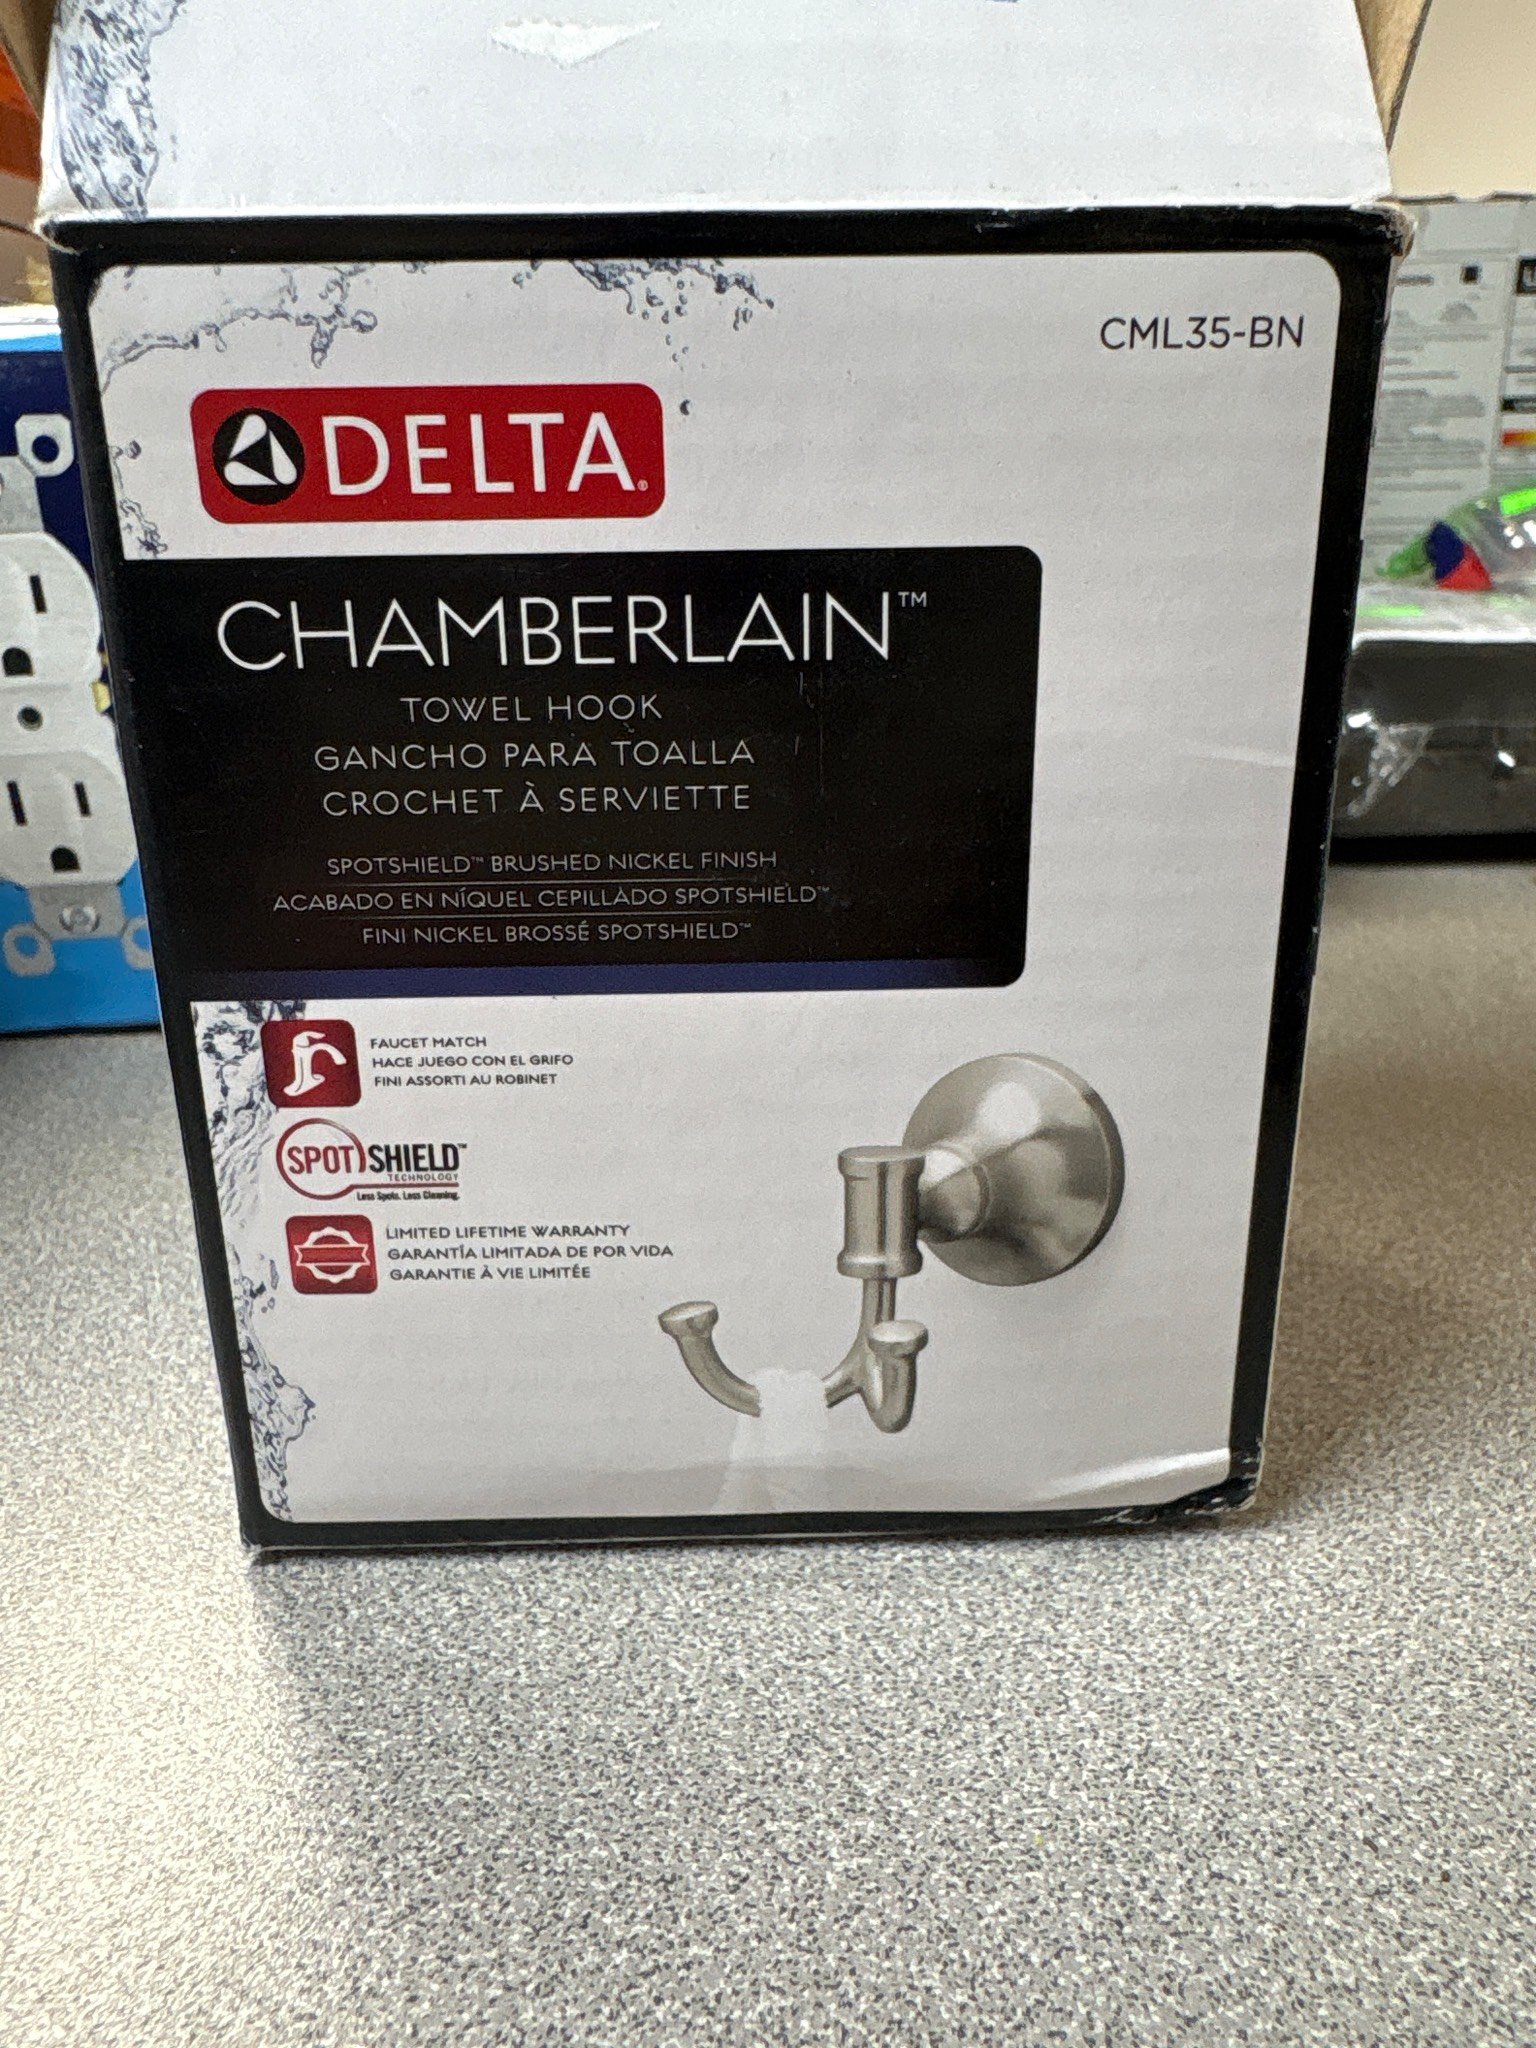 CML35-BN
DELTA®
CHAMBERLAIN™
TOWEL HOOK
GANCHO PARA TOALLA
CROCHET À SERVIETTE
SPOTSHIELD™ BRUSHED NICKEL FINISH
ACABADO EN NÍQUEL CEPILLADO SPOTSHIELD™
FINI NICKEL BROSSÉ SPOTSHIELD™
FAUCET MATCH
HACE JUEGO CON EL GRIFO
FINI ASSORTI AU ROBINET
SPOTSHIELD™
TECHNOLOGY
Less Spots. Less Cleaning.
LIMITED LIFETIME WARRANTY
GARANTÍA LIMITADA DE POR VIDA
GARANTIE À VIE LIMITÉE